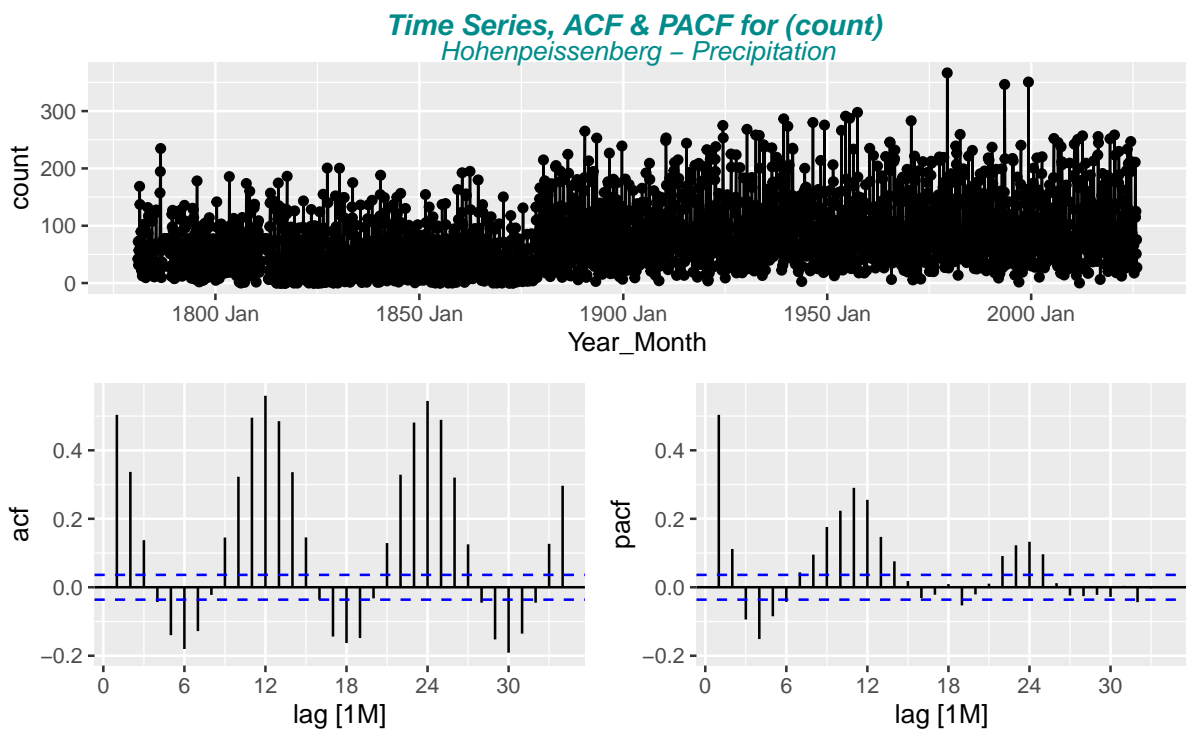 Time Series, ACF & PACF for (count)
Hohenpeissenberg − Precipitation
count
300
200
100
0
1800 Jan 1850 Jan 1900 Jan 1950 Jan 2000 Jan
Year_Month
acf
0.4
0.2
0.0
−0.2
0 6 12 18 24 30
lag [1M]
pacf
0.4
0.2
0.0
−0.2
0 6 12 18 24 30
lag [1M]